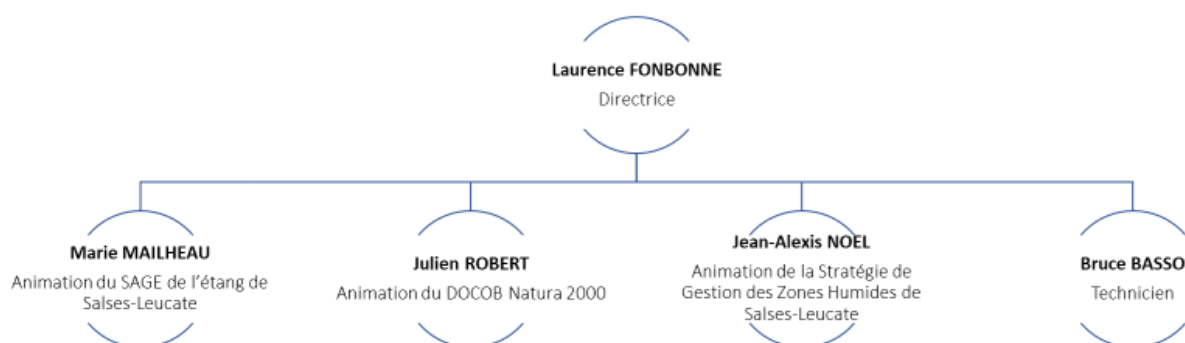 Laurence FONBONNE
Directrice
Marie MAILHEAU
Animation du SAGE de l'étang de
Salses-Leucate
Julien ROBERT
Animation du DOCOB Natura 2000
Jean-Alexis NOEL
Animation de la Stratégie de
Gestion des Zones Humides de
Salses-Leucate
Bruce BASSO
Technicien